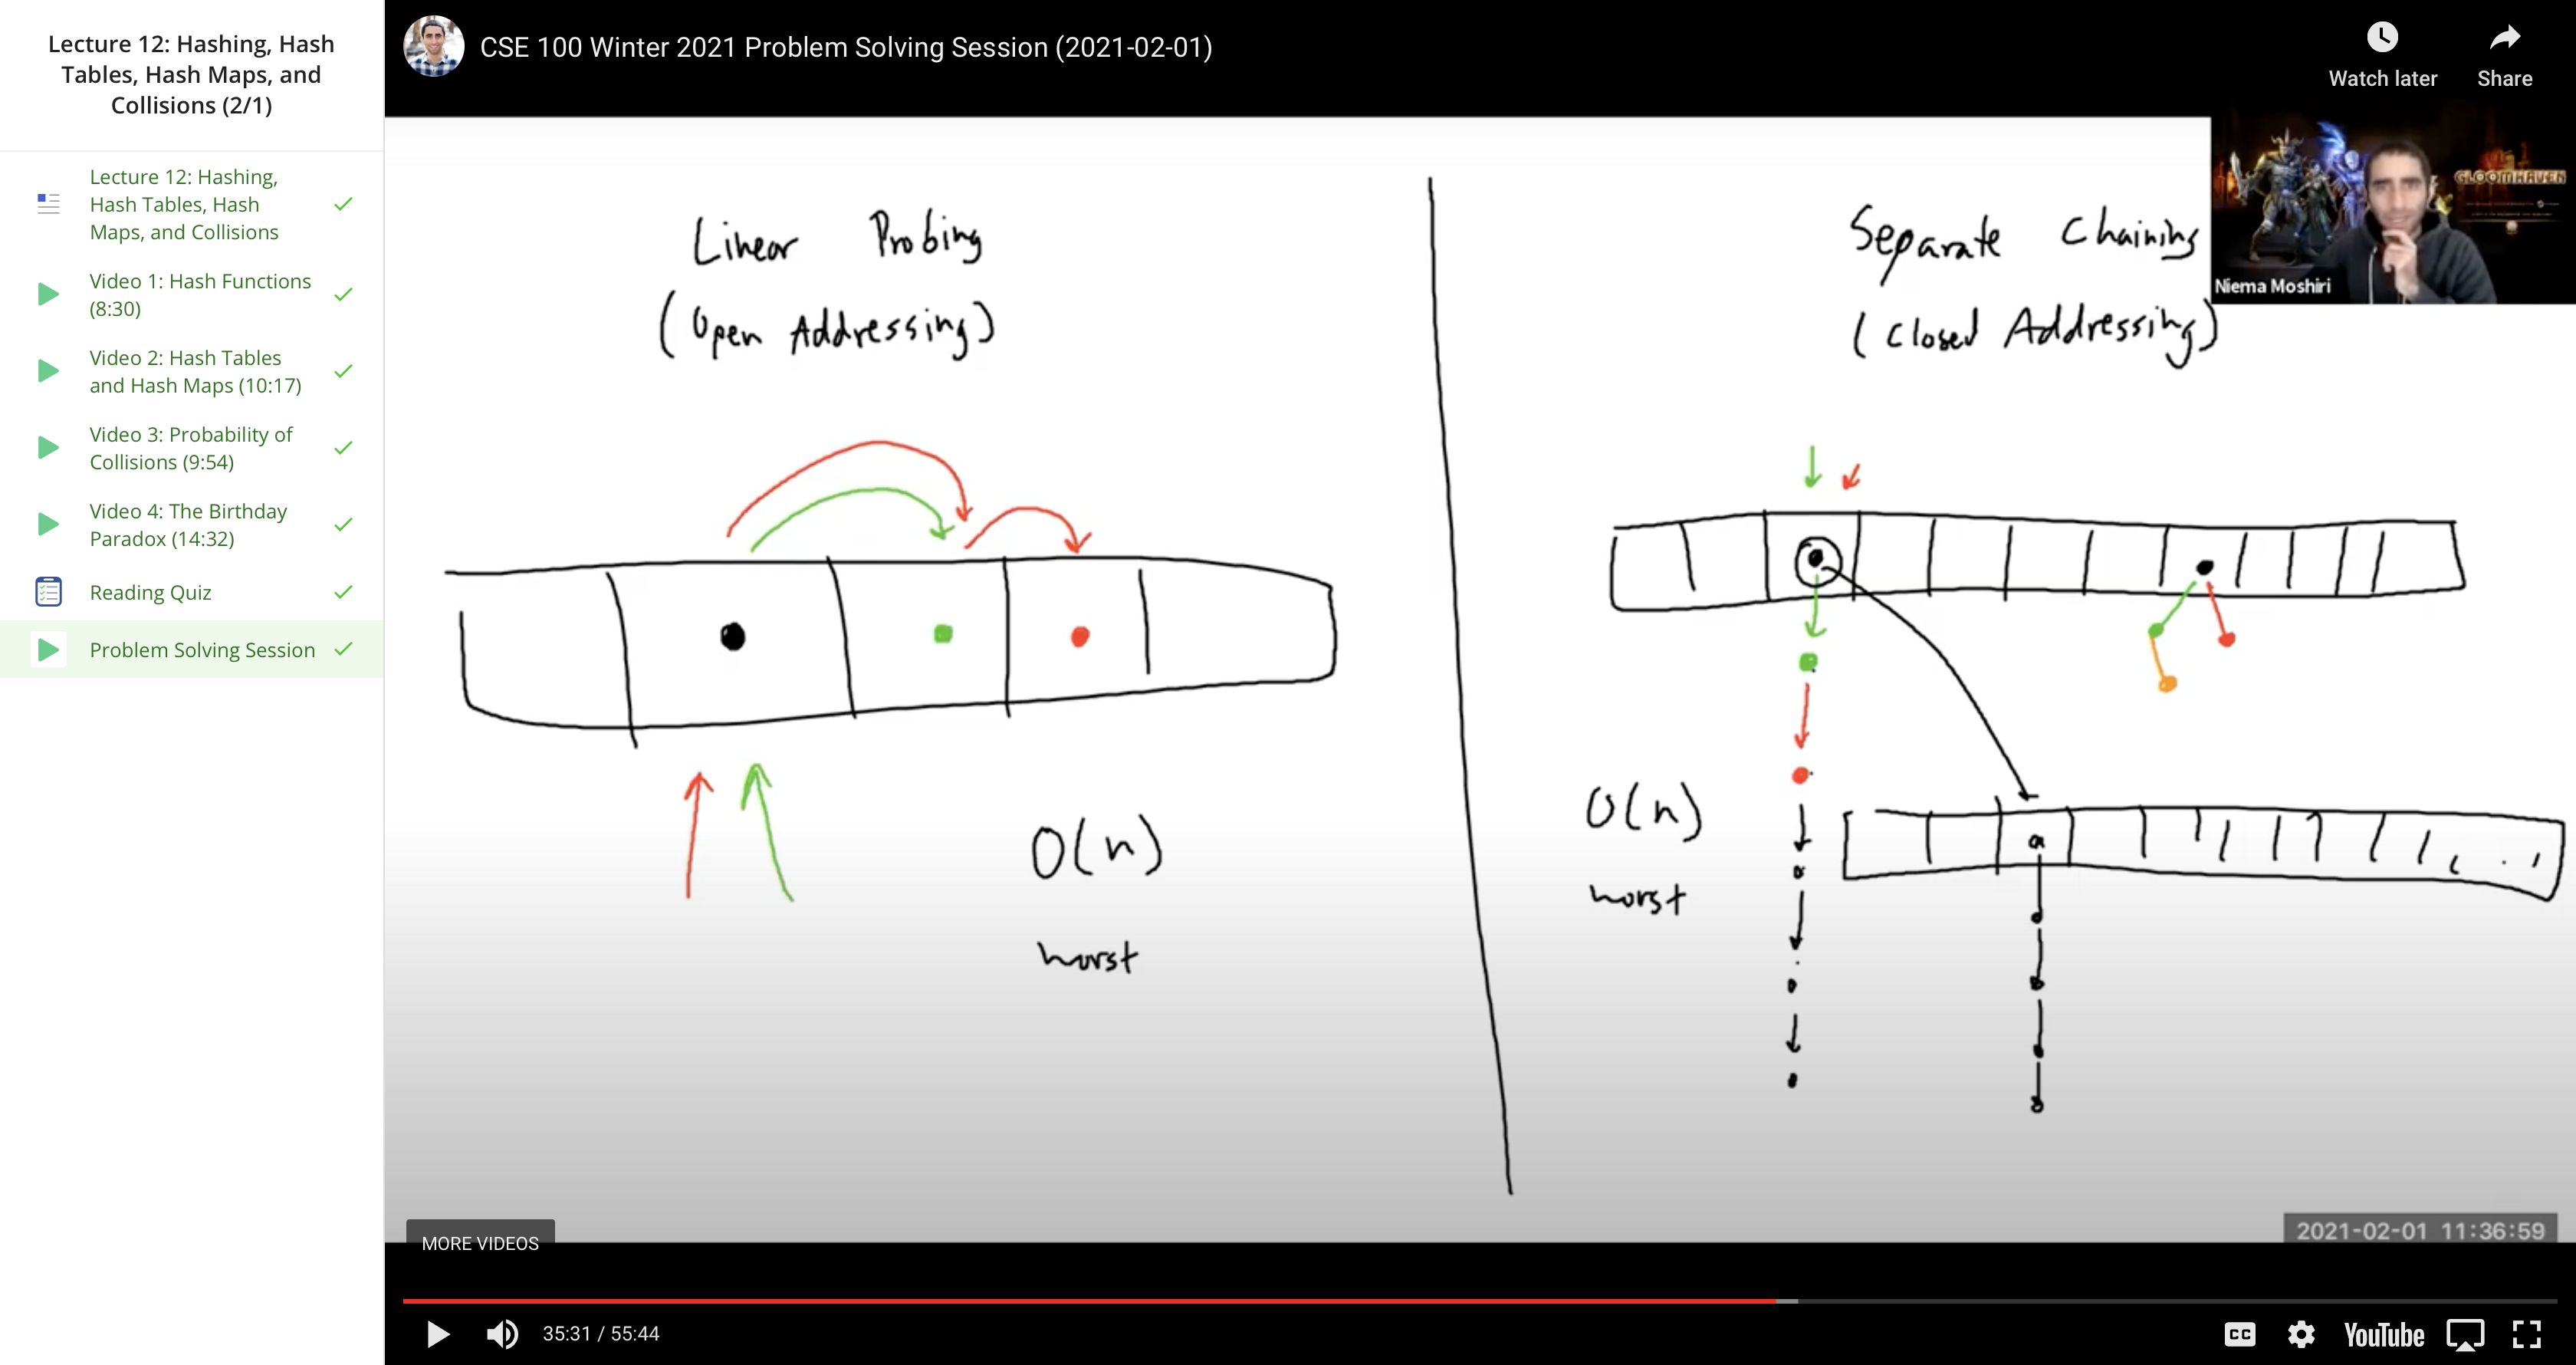 Lecture 12: Hashing, Hash
Tables, Hash Maps, and
Collisions (2/1)
Lecture 12: Hashing,
Hash Tables, Hash
Maps, and Collisions
Video 1: Hash Functions
(8:30)
Video 2: Hash Tables
and Hash Maps (10:17)
Video 3: Probability of
Collisions (9:54)
Video 4: The Birthday
Paradox (14:32)
Reading Quiz
Problem Solving Session
CSE 100 Winter 2021 Problem Solving Session (2021-02-01)
Watch later
Share
GLOOMHAVEN
Niema Moshiri
Linear Probing
(Open Addressing)
O(n)
worst
Separate Chaining
(Closed Addressing)
O(n)
worst
2021-02-01 11:36:59
MORE VIDEOS
35:31 / 55:44
CC
YouTube